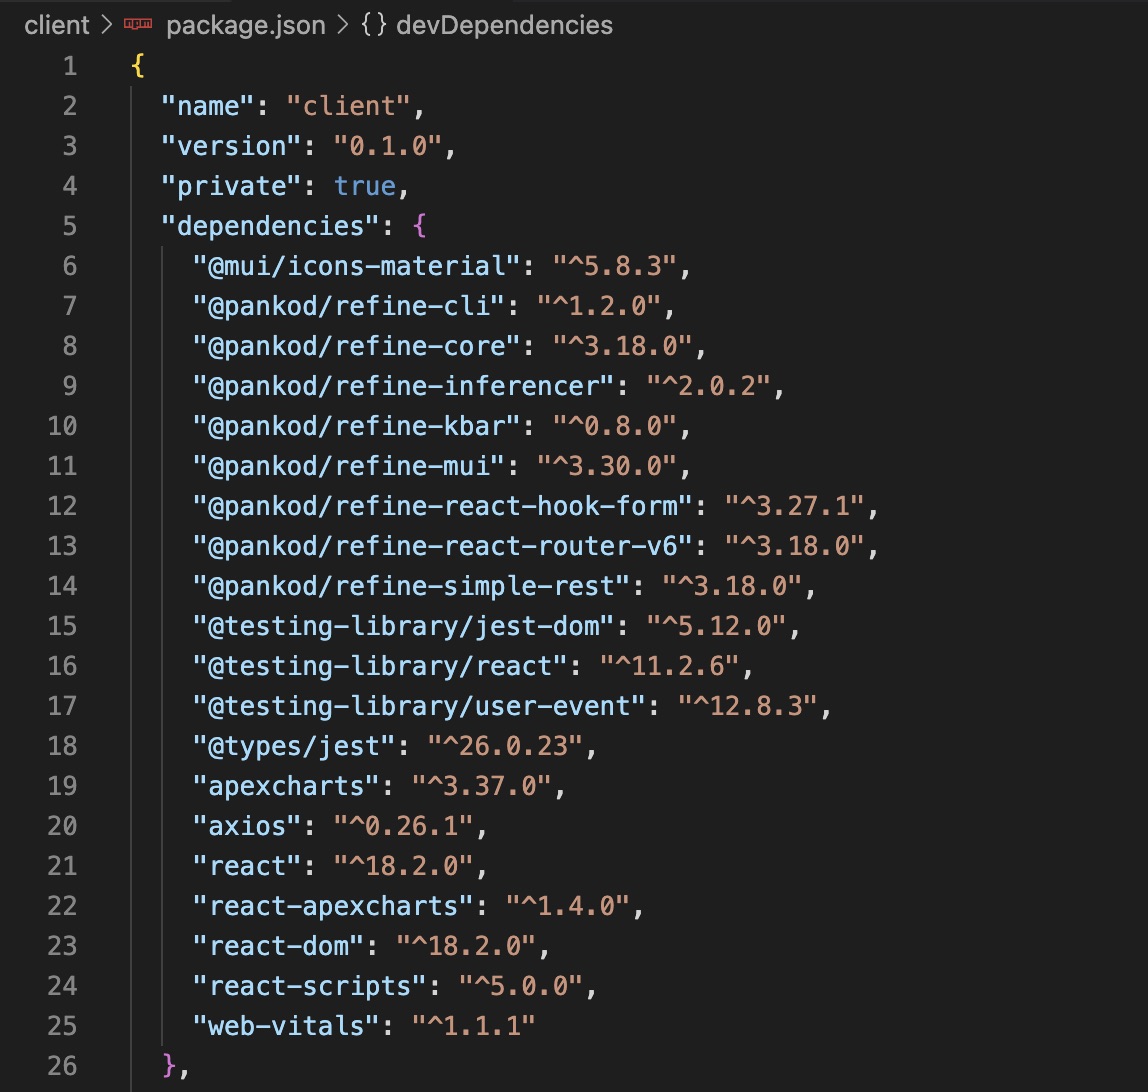 client > npm package.json > {} devDependencies
1 {
2 "name": "client",
3 "version": "0.1.0",
4 "private": true,
5 "dependencies": {
6 "@mui/icons-material": "^5.8.3",
7 "@pankod/refine-cli": "^1.2.0",
8 "@pankod/refine-core": "^3.18.0",
9 "@pankod/refine-inferencer": "^2.0.2",
10 "@pankod/refine-kbar": "^0.8.0",
11 "@pankod/refine-mui": "^3.30.0",
12 "@pankod/refine-react-hook-form": "^3.27.1",
13 "@pankod/refine-react-router-v6": "^3.18.0",
14 "@pankod/refine-simple-rest": "^3.18.0",
15 "@testing-library/jest-dom": "^5.12.0",
16 "@testing-library/react": "^11.2.6",
17 "@testing-library/user-event": "^12.8.3",
18 "@types/jest": "^26.0.23",
19 "apexcharts": "^3.37.0",
20 "axios": "^0.26.1",
21 "react": "^18.2.0",
22 "react-apexcharts": "^1.4.0",
23 "react-dom": "^18.2.0",
24 "react-scripts": "^5.0.0",
25 "web-vitals": "^1.1.1"
26 },